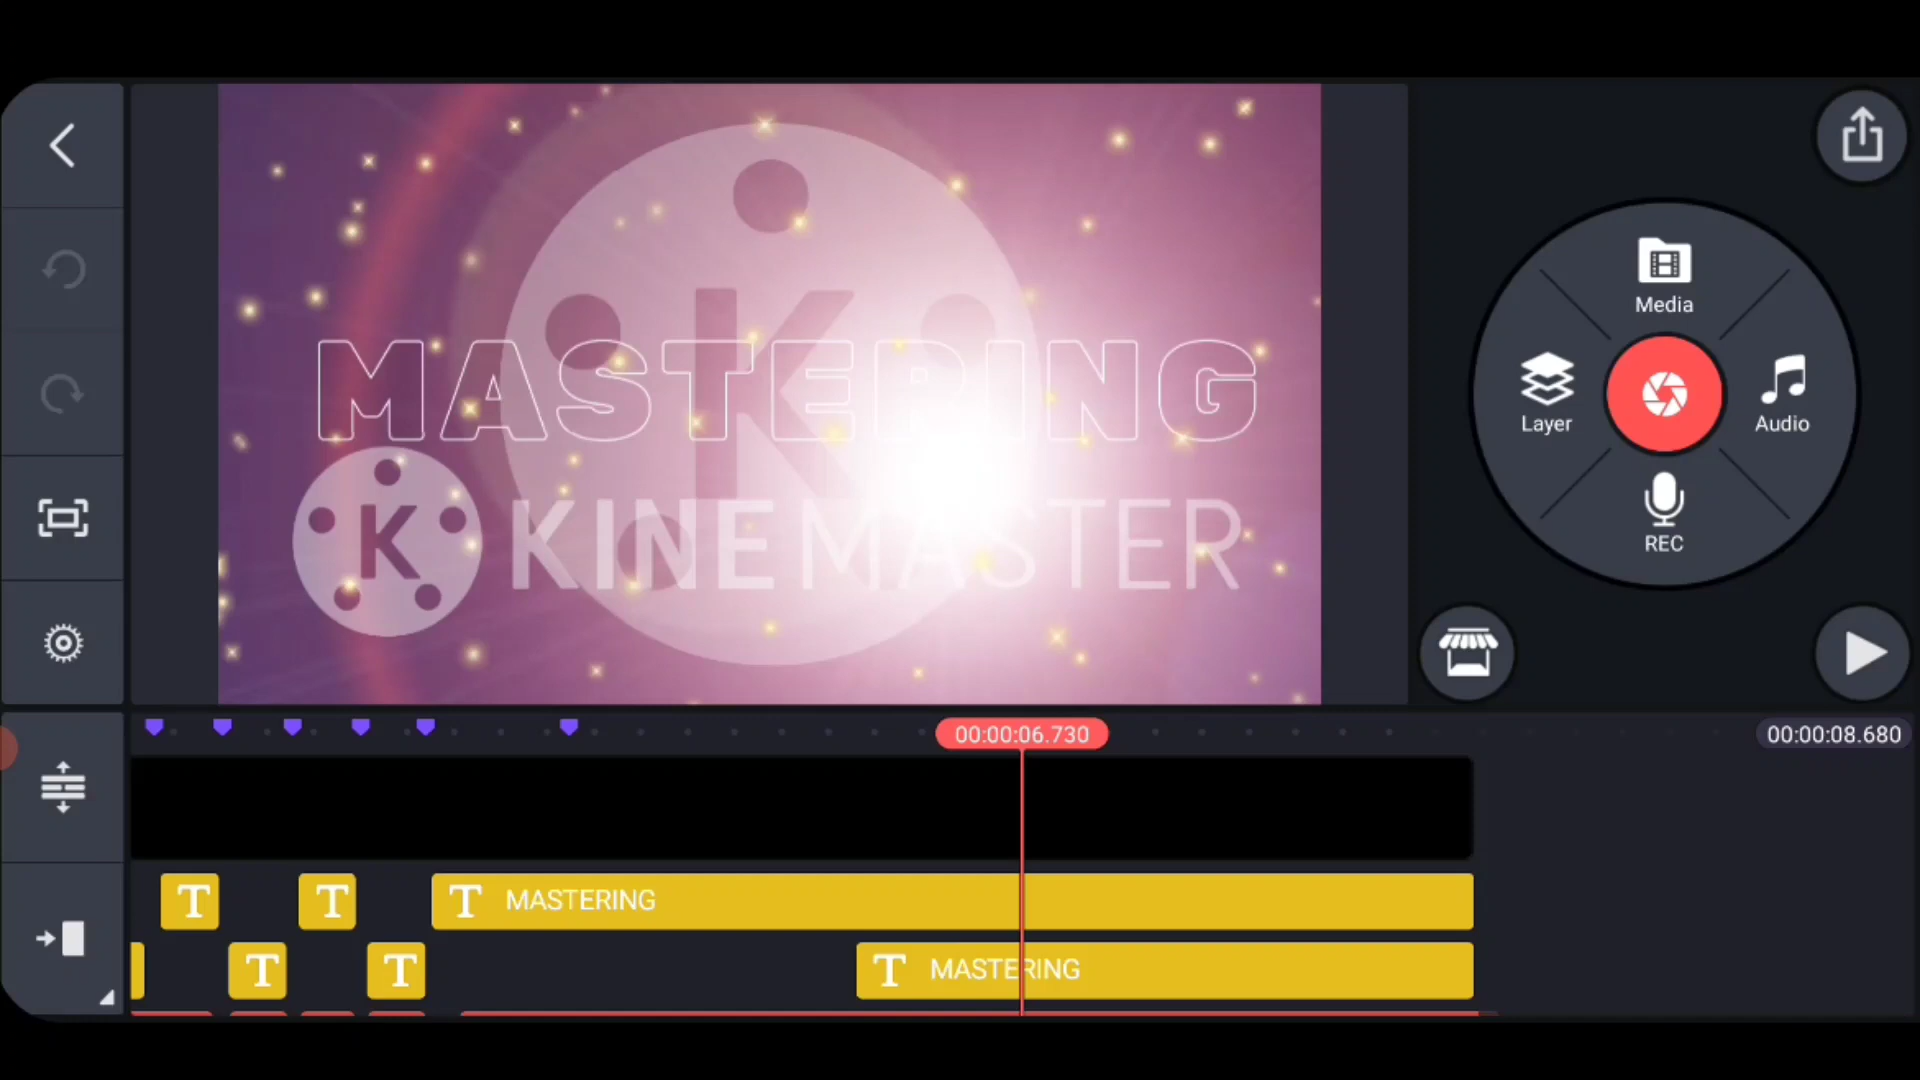 Media
MASTERING
Layer
Audio
K KINEMASTER
REC
00:00:06.730
00:00:08.680
T
T
T MASTERING
T
T
T MASTERING
K